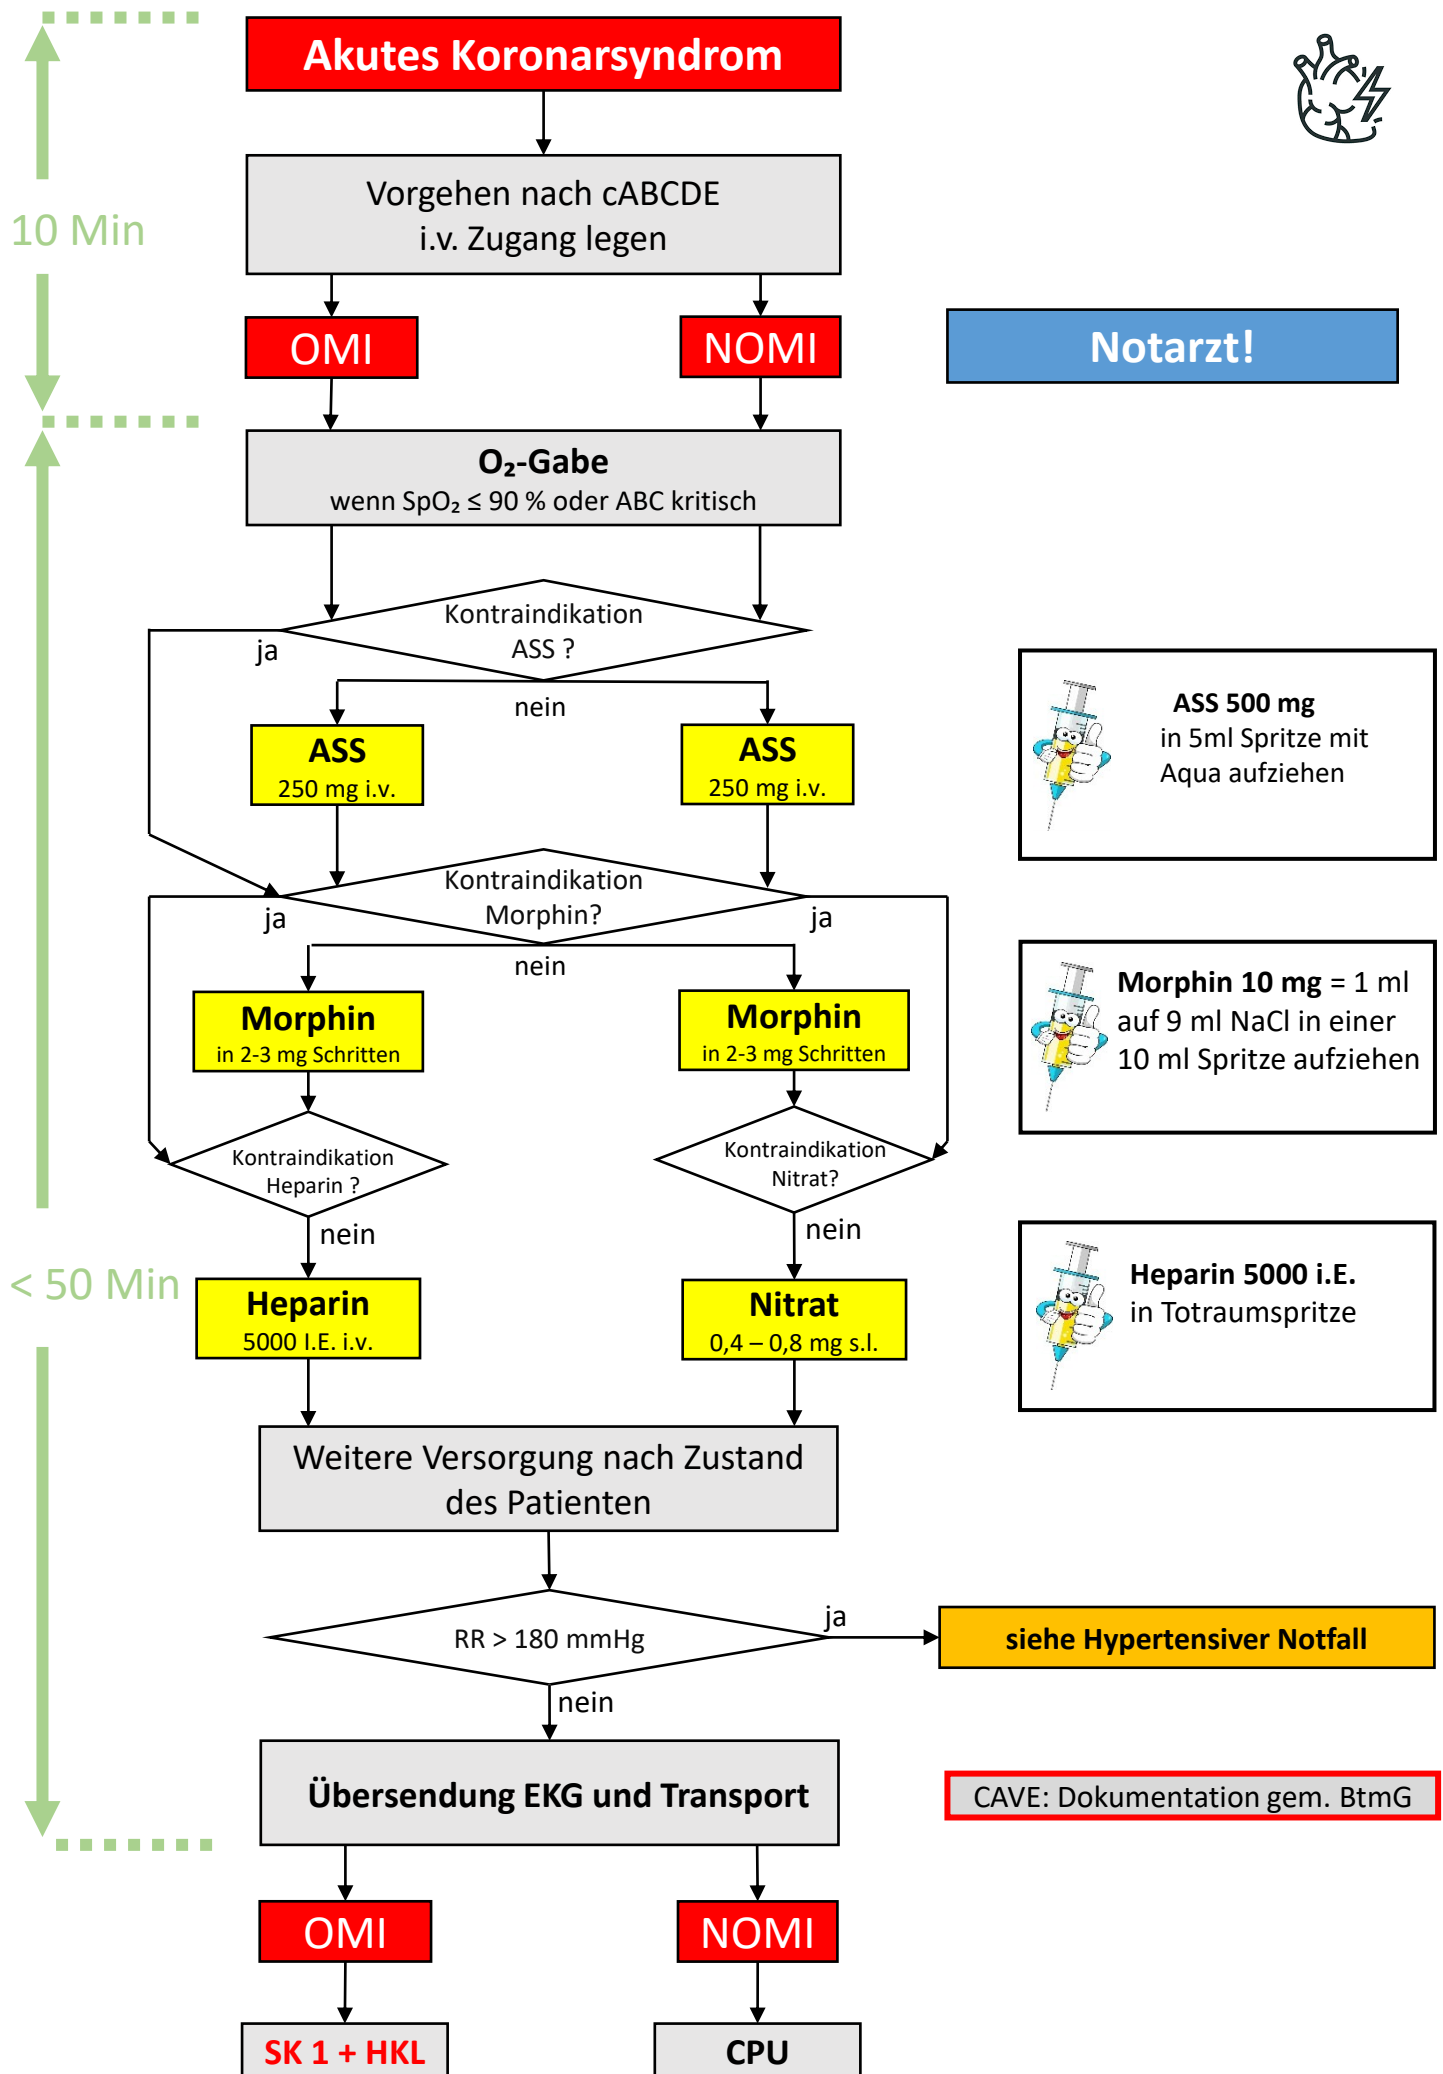 Akutes Koronarsyndrom
Vorgehen nach cABCDE
i.v. Zugang legen
10 Min
OMI
NOMI
Notarzt!
O₂-Gabe
wenn SpO₂ ≤ 90 % oder ABC kritisch
Kontraindikation
ASS ?
ja
nein
ASS
250 mg i.v.
ASS
250 mg i.v.
ASS 500 mg
in 5ml Spritze mit
Aqua aufziehen
Kontraindikation
Morphin?
ja
ja
nein
Morphin
in 2-3 mg Schritten
Morphin
in 2-3 mg Schritten
Morphin 10 mg = 1 ml
auf 9 ml NaCl in einer
10 ml Spritze aufziehen
Kontraindikation
Heparin ?
Kontraindikation
Nitrat?
nein
nein
< 50 Min
Heparin
5000 I.E. i.v.
Nitrat
0,4 – 0,8 mg s.l.
Heparin 5000 i.E.
in Totraumspritze
Weitere Versorgung nach Zustand
des Patienten
RR > 180 mmHg
ja
siehe Hypertensiver Notfall
nein
Übersendung EKG und Transport
CAVE: Dokumentation gem. BtmG
OMI
NOMI
SK 1 + HKL
CPU